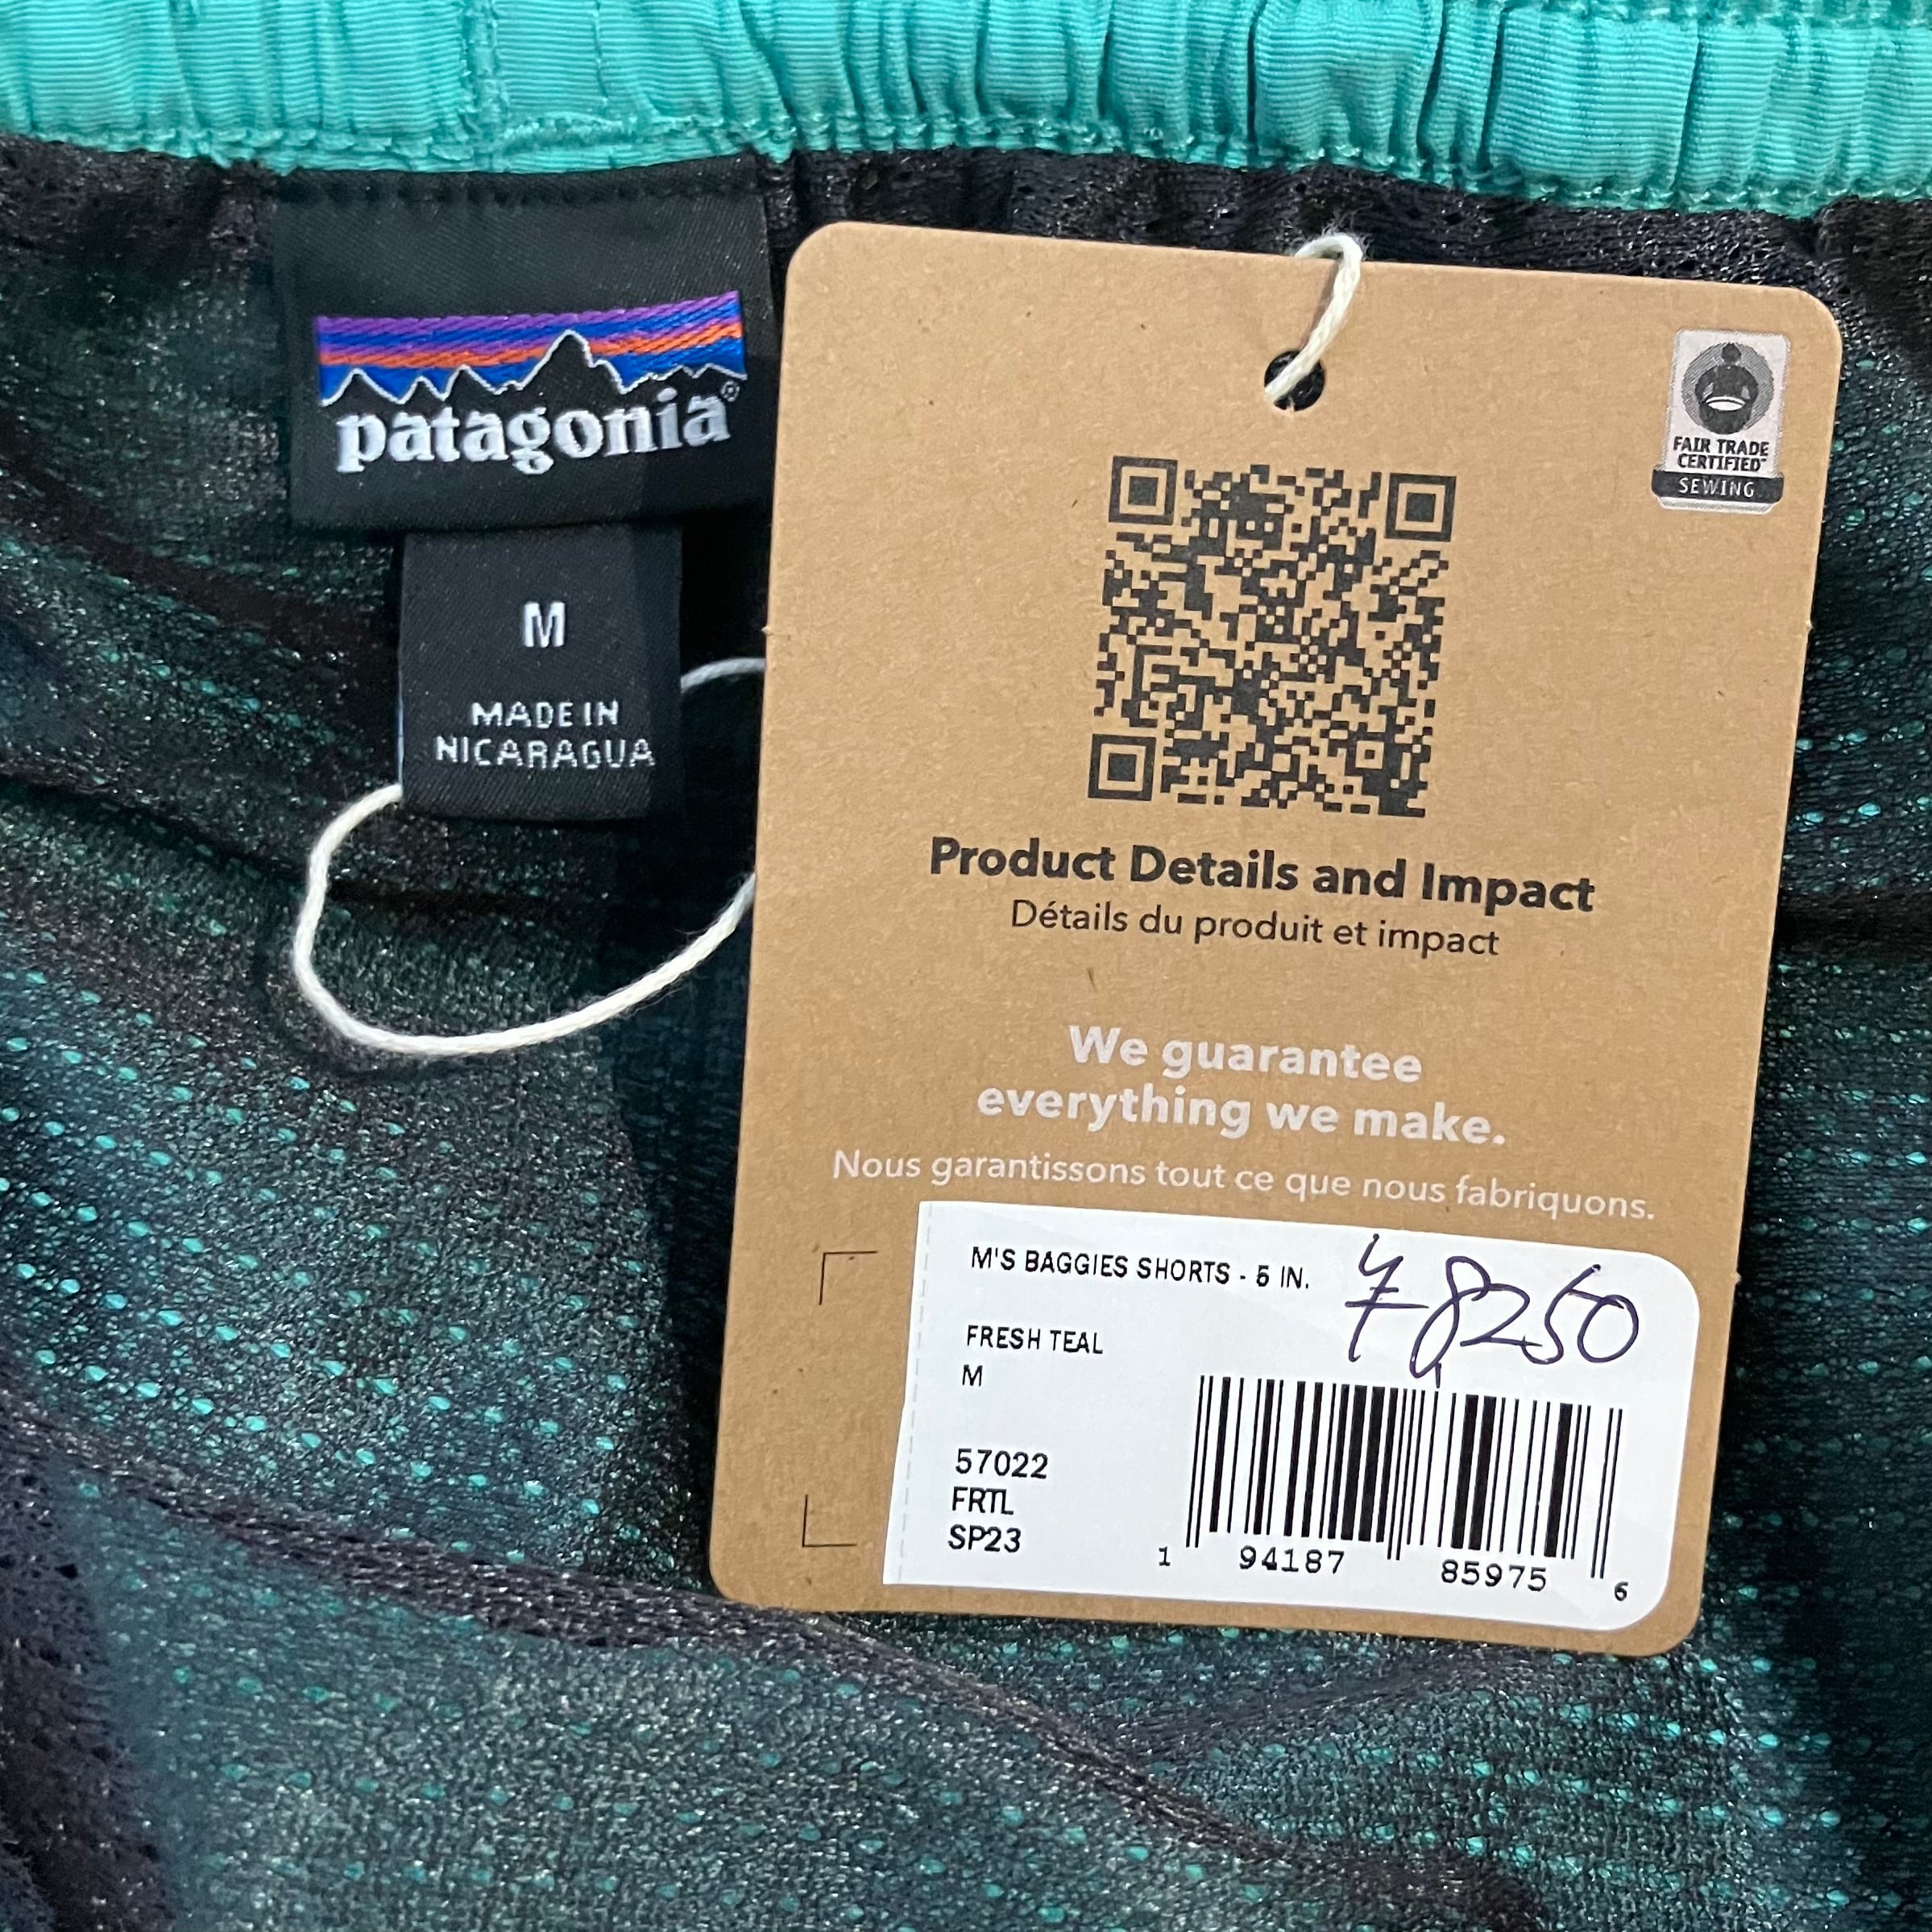 patagonia®
M
MADE IN
NICARAGUA
FAIR TRADE
CERTIFIED™
SEWING
Product Details and Impact
Détails du produit et impact
We guarantee
everything we make.
Nous garantissons tout ce que nous fabriquons.
M'S BAGGIES SHORTS - 5 IN.
¥8250
FRESH TEAL
M
57022
FRTL
SP23
1 94187 85975 6